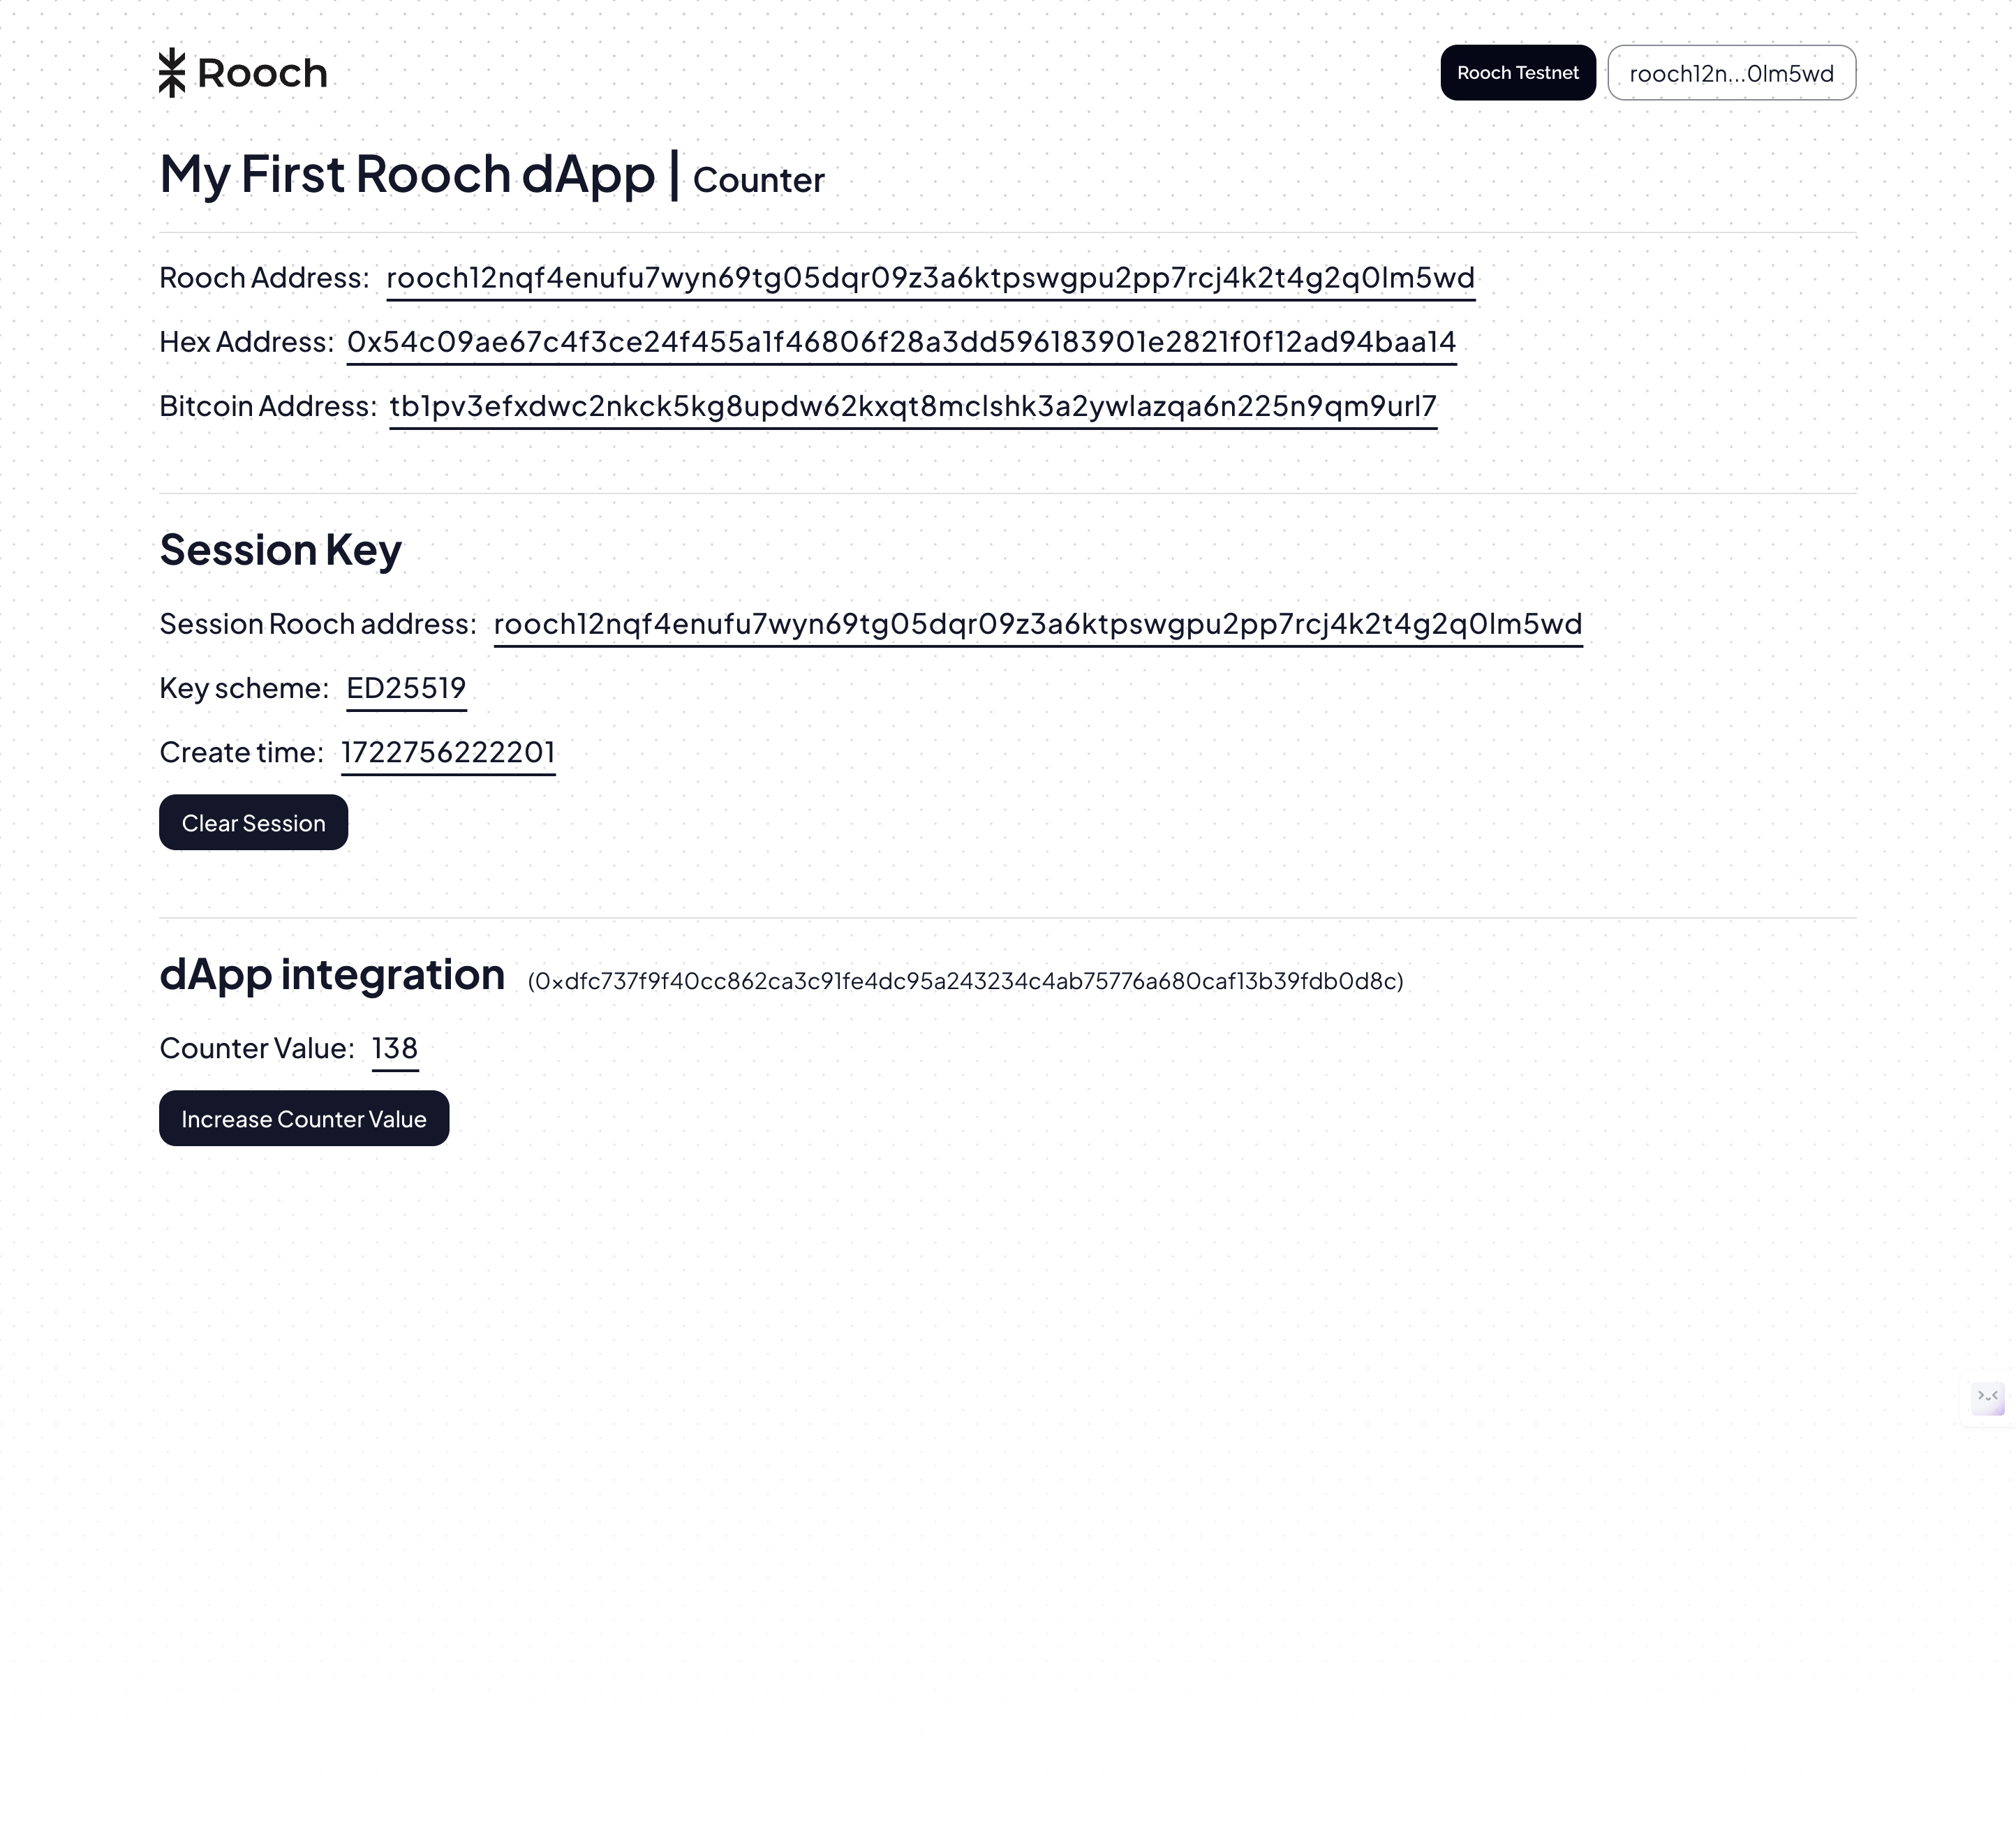 Rooch
Rooch Testnet
rooch12n...0lm5wd
My First Rooch dApp | Counter
Rooch Address: rooch12nqf4enufu7wyn69tg05dqr09z3a6ktpswgpu2pp7rcj4k2t4g2q0lm5wd
Hex Address: 0x54c09ae67c4f3ce24f455a1f46806f28a3dd596183901e2821f0f12ad94baa14
Bitcoin Address: tb1pv3efxdwc2nkck5kg8updw62kxqt8mclshk3a2ywlazqa6n225n9qm9url7
Session Key
Session Rooch address: rooch12nqf4enufu7wyn69tg05dqr09z3a6ktpswgpu2pp7rcj4k2t4g2q0lm5wd
Key scheme: ED25519
Create time: 1722756222201
Clear Session
dApp integration (0xdfc737f9f40cc862ca3c91fe4dc95a243234c4ab75776a680caf13b39fdb0d8c)
Counter Value: 138
Increase Counter Value